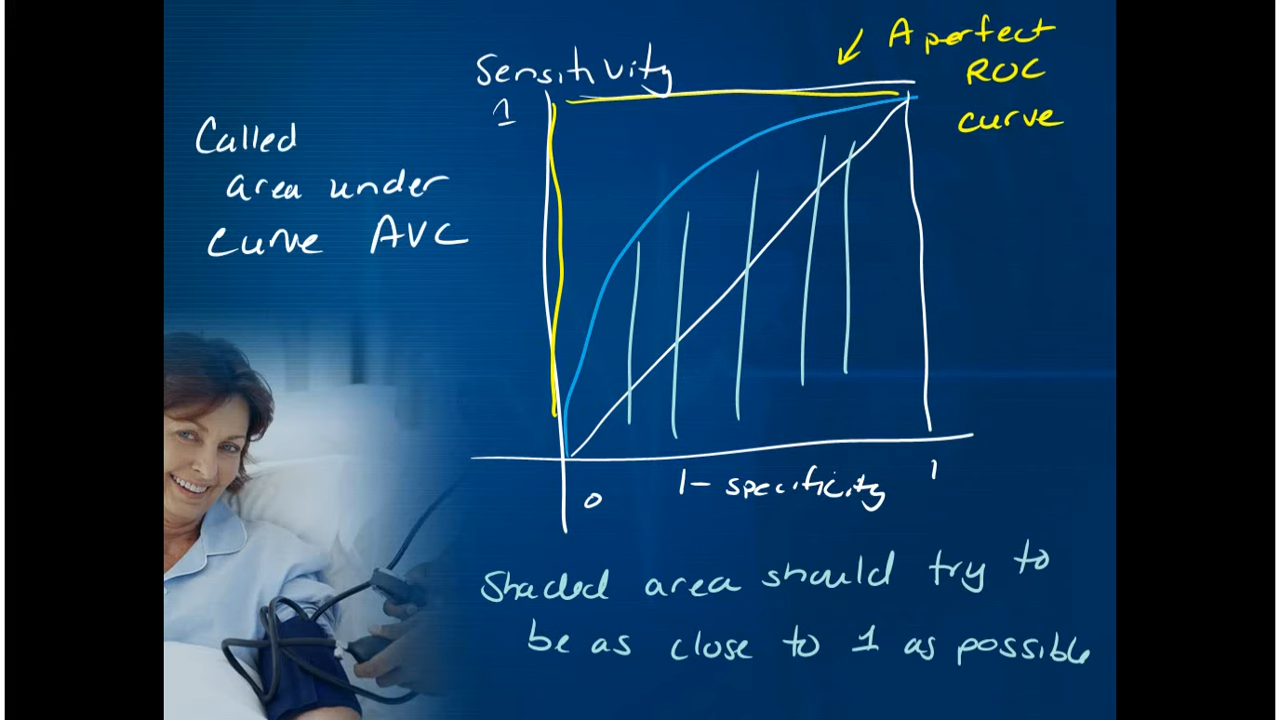 Sensitivity
1
A perfect
ROC
curve
Called
area under
curve AUC
0
1- specificity
1
Shaded area should try to
be as close to 1 as possible